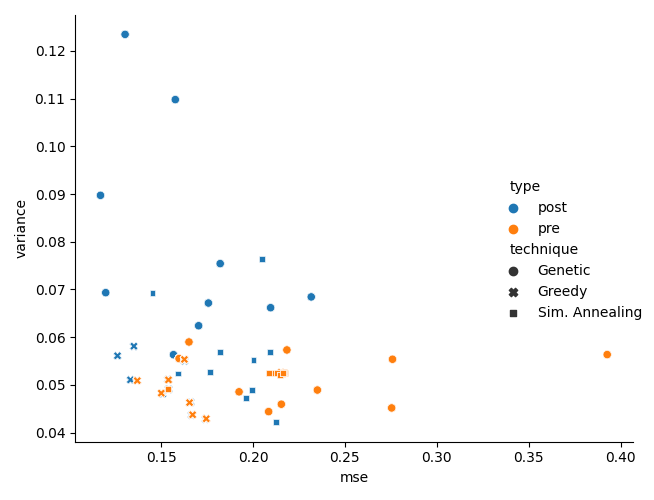 0.12
0.11
0.10
0.09
0.08
0.07
0.06
0.05
0.04
variance
0.15
0.20
0.25
0.30
0.35
0.40
mse
type
post
pre
technique
Genetic
Greedy
Sim. Annealing